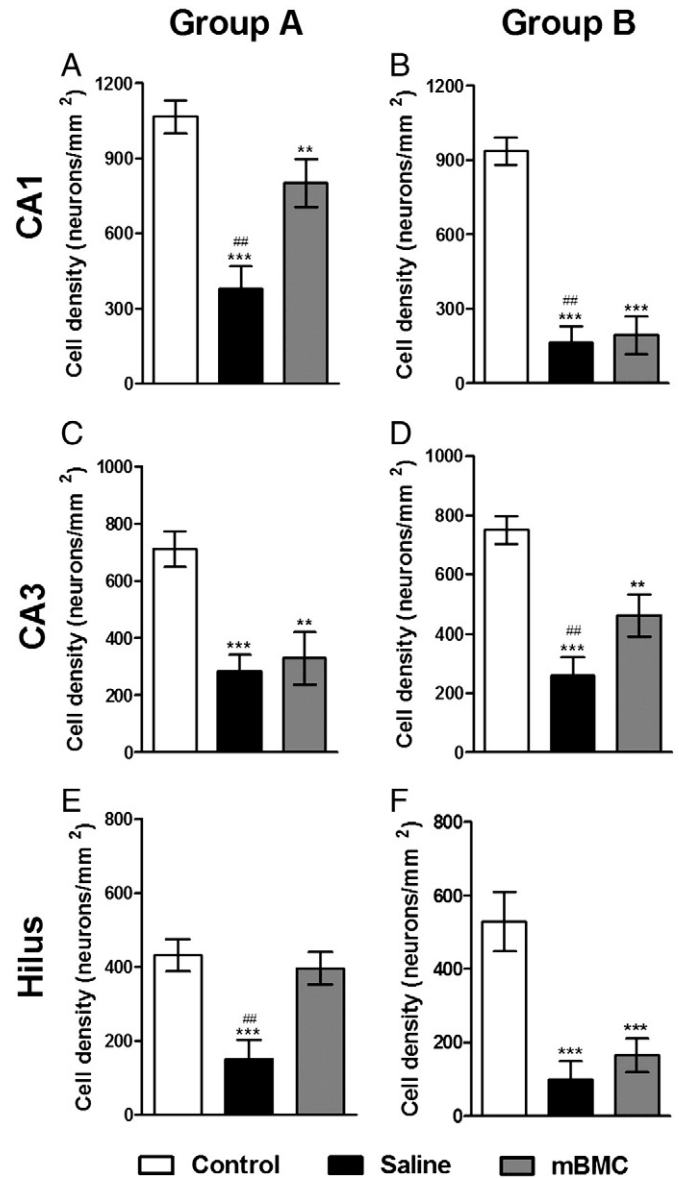 Group A
Group B
CA1
A
Cell density (neurons/mm 2)
1200
900
600
300
0
##
***
**
B
Cell density (neurons/mm 2)
1200
900
600
300
0
##
***
***
CA3
C
Cell density (neurons/mm 2)
1000
800
600
400
200
0
***
**
D
Cell density (neurons/mm 2)
1000
800
600
400
200
0
##
***
**
Hilus
E
Cell density (neurons/mm 2)
800
600
400
200
0
##
***
F
Cell density (neurons/mm 2)
800
600
400
200
0
***
***
Control
Saline
mBMC